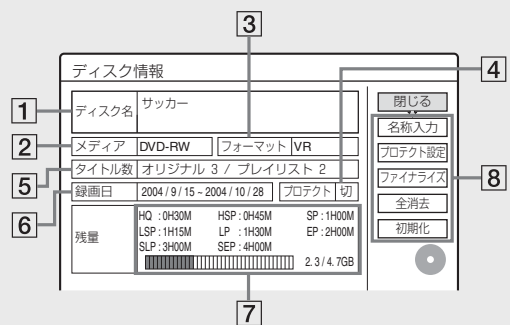 3
4
ディスク情報
1
ディスク名
サッカー
閉じる
名称入力
2
メディア DVD-RW フォーマット VR
プロテクト設定
5
タイトル数 オリジナル 3 / プレイリスト 2
ファイナライズ
8
6
録画日 2004 / 9 / 15 ~ 2004 / 10 / 28 プロテクト 切
全消去
初期化
残量
HQ : 0H30M HSP : 0H45M SP : 1H00M
LSP : 1H15M LP : 1H30M EP : 2H00M
SLP : 3H00M SEP : 4H00M
2. 3 / 4. 7GB
7